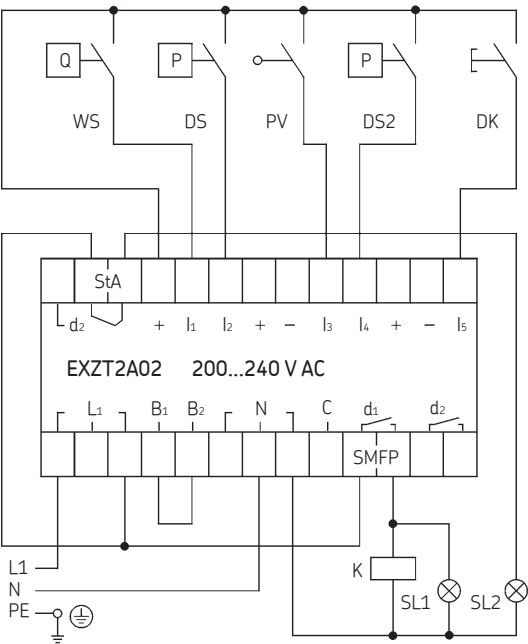 Q P P
WS DS PV DS2 DK
StA
d₂ + I₁ I₂ + − I₃ I₄ + − I₅
EXZT2A02 200...240 V AC
L₁ B₁ B₂ N C d₁ d₂
SMFP
L1
K
N
SL1 SL2
PE